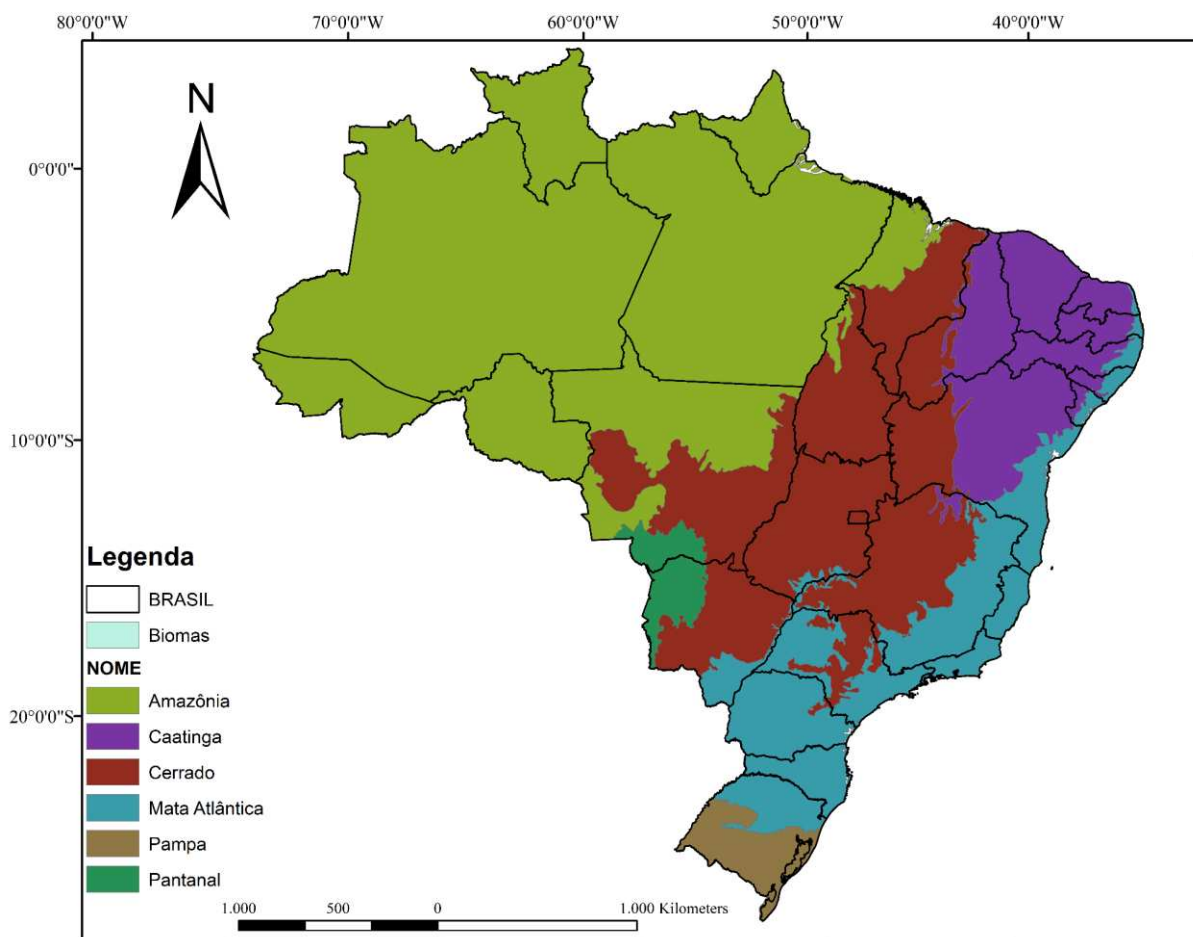 80°0'0"W 70°0'0"W 60°0'0"W 50°0'0"W 40°0'0"W
N
0°0'0"
10°0'0"S
Legenda
BRASIL
Biomas
NOME
Amazônia
20°0'0"S
Caatinga
Cerrado
Mata Atlântica
Pampa
Pantanal
1.000 500 0 1.000 Kilometers